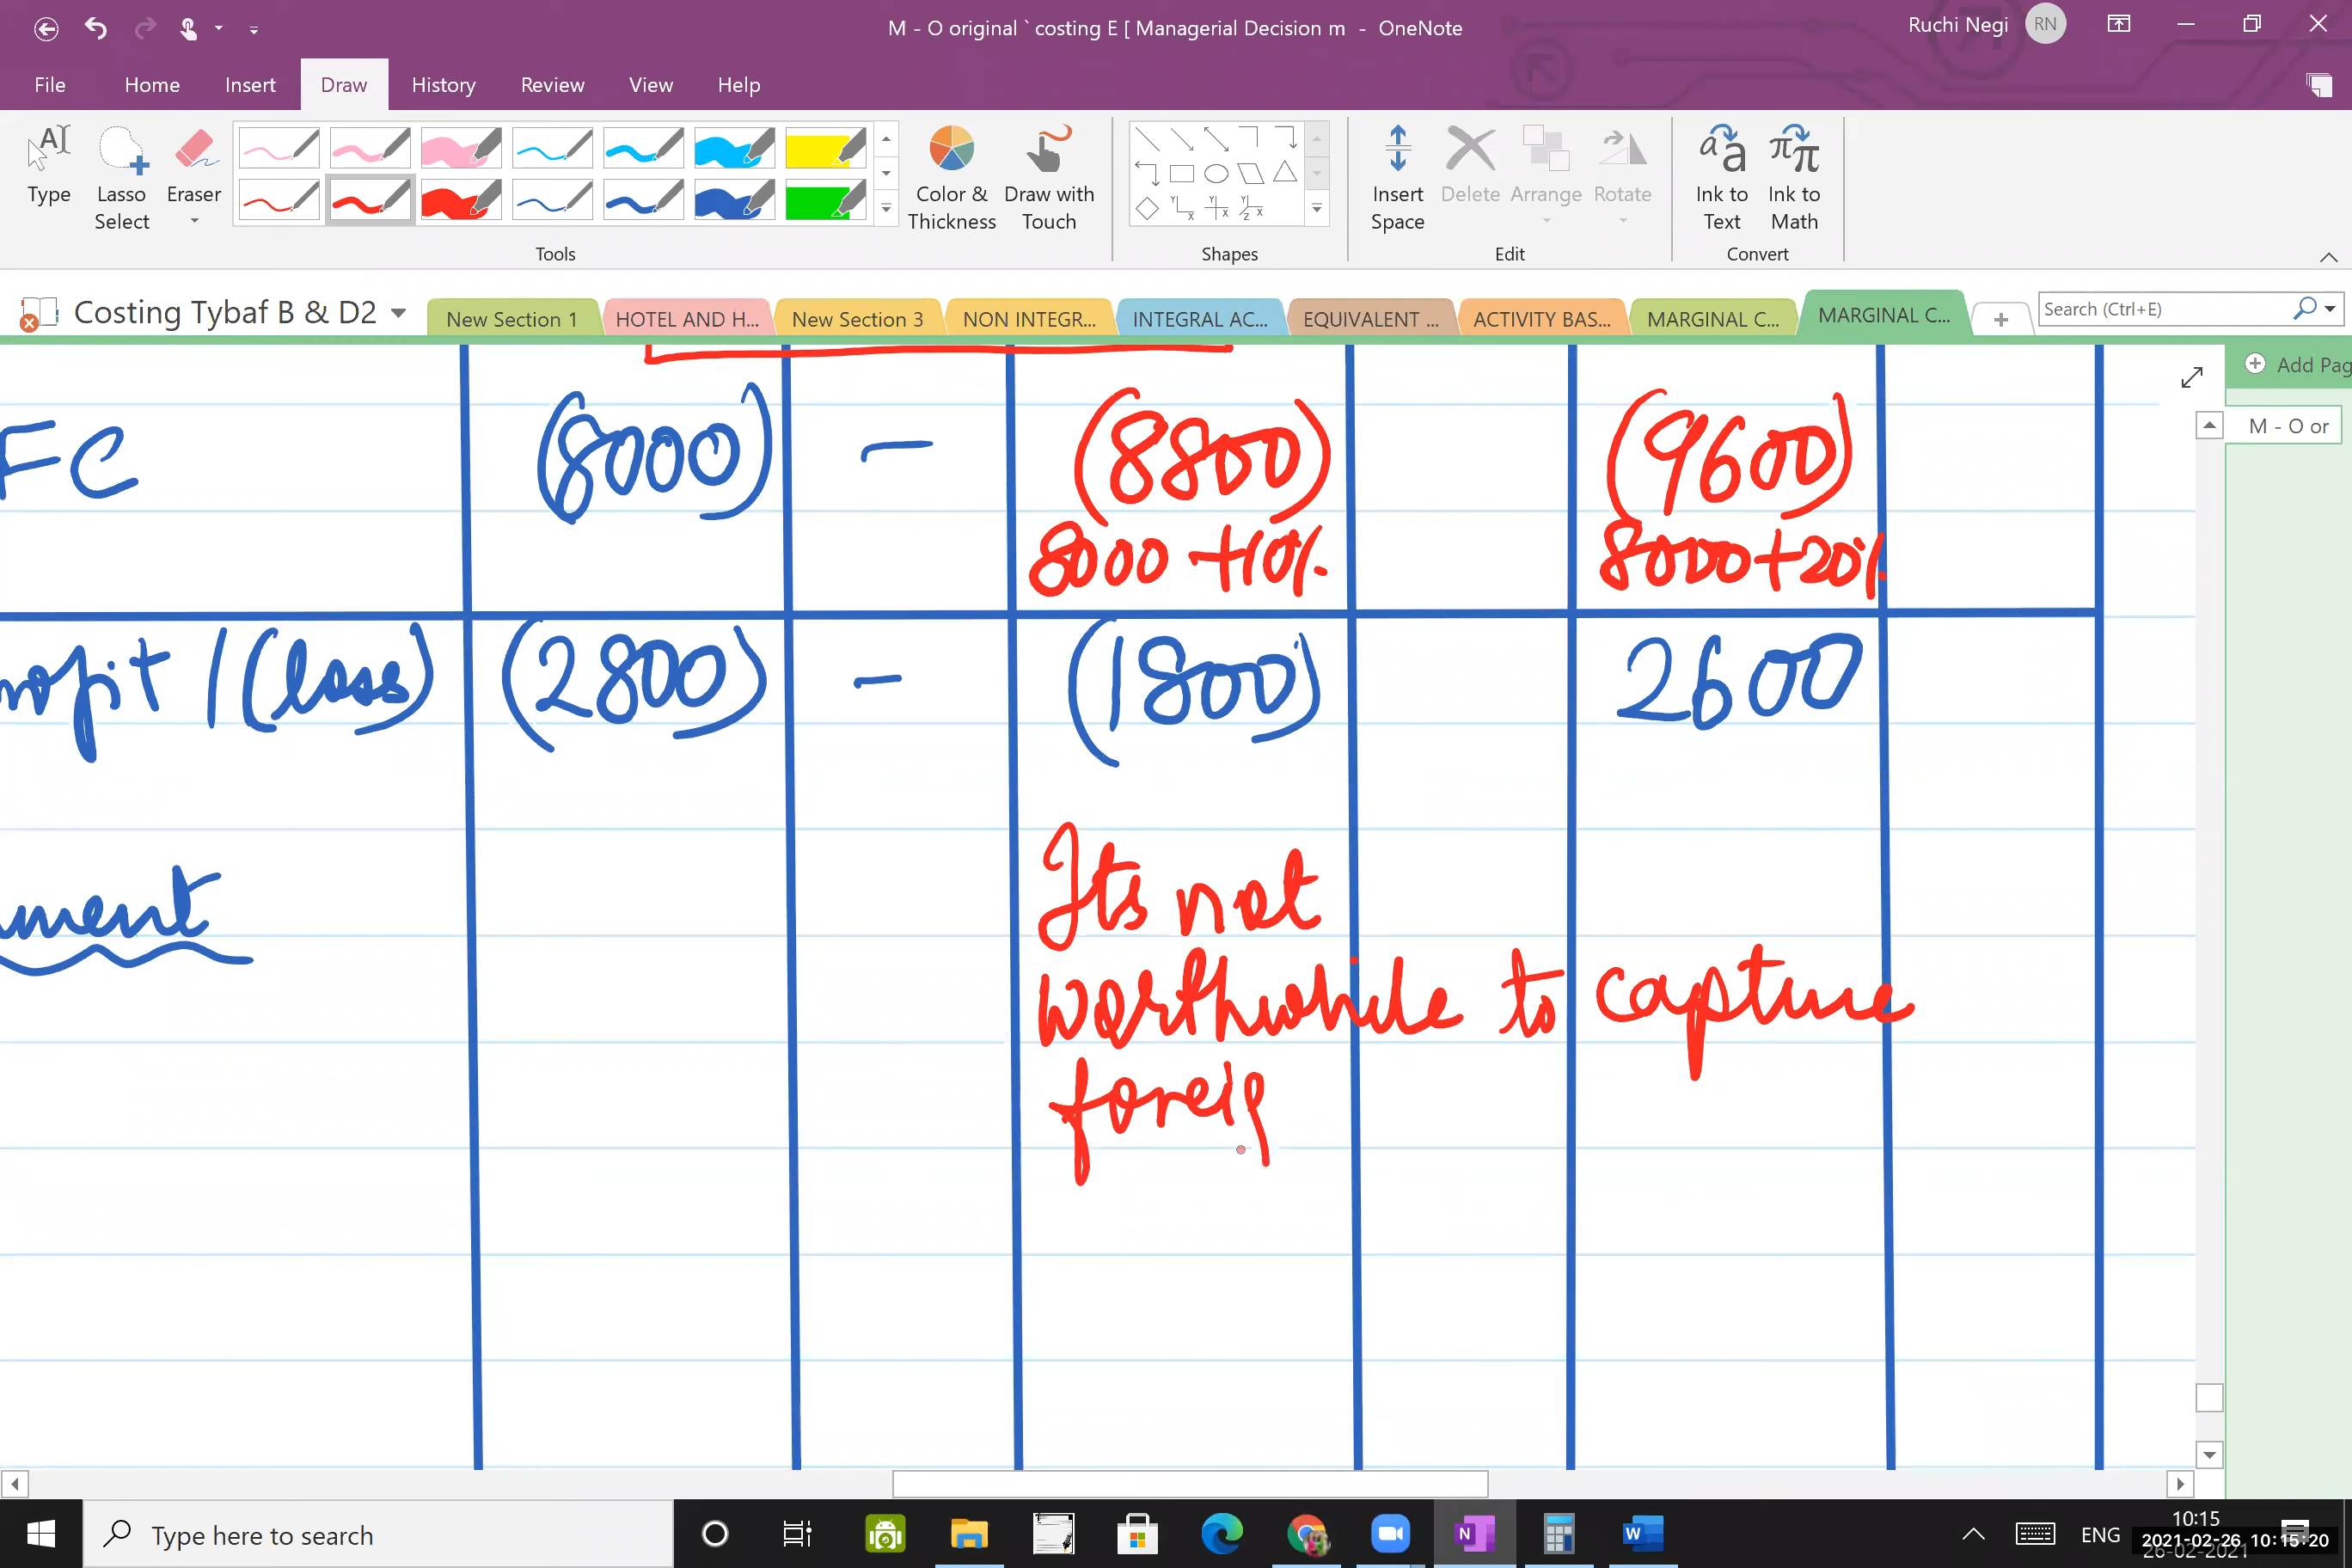 M - O original ` costing E [ Managerial Decision m - OneNote
Ruchi Negi RN
File Home Insert Draw History Review View Help
Type
Lasso Select
Eraser
Color & Thickness
Draw with Touch
Insert Space
Delete
Arrange
Rotate
Ink to Text
Ink to Math
Tools Shapes Edit Convert
Costing Tybaf B & D2
New Section 1 HOTEL AND H... New Section 3 NON INTEGR... INTEGRAL AC... EQUIVALENT ... ACTIVITY BAS... MARGINAL C... MARGINAL C... +
Search (Ctrl+E)
Add Pag
M - O or
FC (8000) - (8800) (9600)
8000 +10% 8000+20%
rofit /(loss) (2800) - (1800) 2600
Its not
ument
worthwhile to capture
foreig
Type here to search
ENG
10:15
2021-02-26 10:15:20
26-02-2021